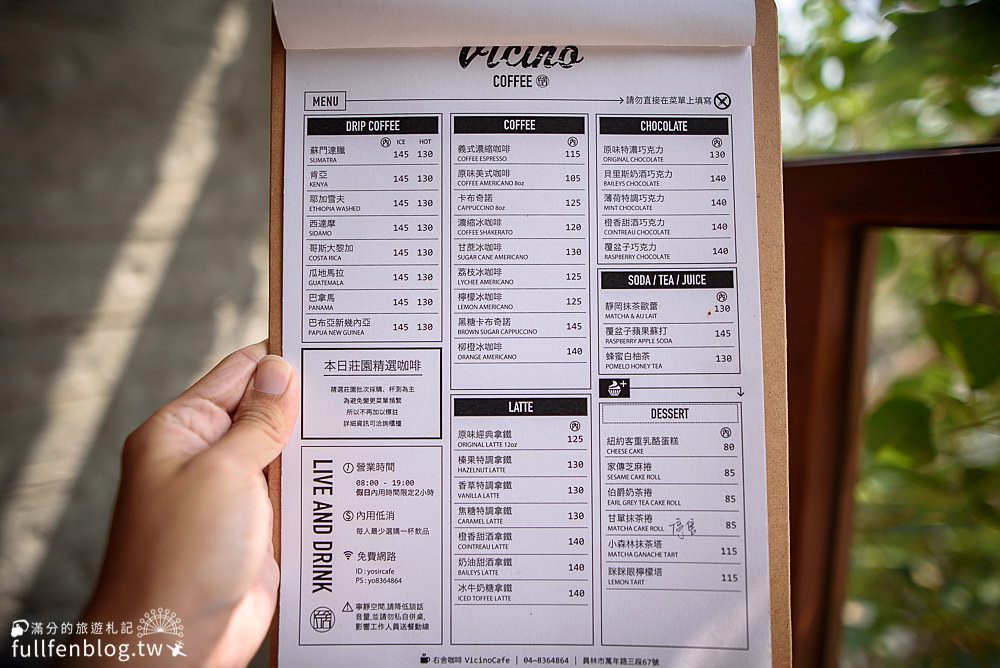 Vicino
COFFEE
MENU
請勿直接在菜單上填寫
DRIP COFFEE
內 ICE HOT
蘇門達臘 145 130
SUMATRA
肯亞 145 130
KENYA
耶加雪夫 145 130
ETHIOPIA WASHED
西達摩 145 130
SIDAMO
哥斯大黎加 145 130
COSTA RICA
瓜地馬拉 145 130
GUATEMALA
巴拿馬 145 130
PANAMA
巴布亞新幾內亞 145 130
PAPUA NEW GUINEA
本日莊園精選咖啡
精選莊園批次採購、杯測為主
為避免變更菜單頻繁
所以不再加以標註
詳細資訊可洽詢櫃檯
LIVE AND DRINK
營業時間
08:00 - 19:00
假日內用時間限定2小時
內用低消
每人最少選購一杯飲品
免費網路
ID : yosircafe
PS : yo8364864
寧靜空間,請降低談話
音量,並請勿私自併桌,
影響工作人員送餐動線
COFFEE
內
義式濃縮咖啡 115
COFFEE ESPRESSO
原味美式咖啡 105
COFFEE AMERICANO 8oz
卡布奇諾 125
CAPPUCCINO 8oz
濃縮冰咖啡 120
COFFEE SHAKERATO
甘蔗冰咖啡 130
SUGAR CANE AMERICANO
荔枝冰咖啡 125
LYCHEE AMERICANO
檸檬冰咖啡 125
LEMON AMERICANO
黑糖卡布奇諾 145
BROWN SUGAR CAPPUCCINO
柳橙冰咖啡 140
ORANGE AMERICANO
LATTE
內
原味經典拿鐵 125
ORIGINAL LATTE 12oz
榛果特調拿鐵 130
HAZELNUT LATTE
香草特調拿鐵 130
VANILLA LATTE
焦糖特調拿鐵 130
CARAMEL LATTE
橙香甜酒拿鐵 140
COINTREAU LATTE
奶油甜酒拿鐵 140
BAILEYS LATTE
冰牛奶糖拿鐵 140
ICED TOFFEE LATTE
CHOCOLATE
內
原味特濃巧克力 130
ORIGINAL CHOCOLATE
貝里斯奶酒巧克力 140
BAILEYS CHOCOLATE
薄荷特調巧克力 140
MINT CHOCOLATE
橙香甜酒巧克力 140
COINTREAU CHOCOLATE
覆盆子巧克力 140
RASPBERRY CHOCOLATE
SODA / TEA / JUICE
內
靜岡抹茶歐蕾 130
MATCHA & AU LAIT
覆盆子蘋果蘇打 145
RASPBERRY APPLE SODA
蜂蜜白柚茶 130
POMELO HONEY TEA
DESSERT
內
紐約客重乳酪蛋糕 80
CHEESE CAKE
家傳芝麻捲 85
SESAME CAKE ROLL
伯爵奶茶捲 85
EARL GREY TEA CAKE ROLL
甘單抹茶捲 停售 85
MATCHA CAKE ROLL
小森林抹茶塔 115
MATCHA GANACHE TART
咪咪眼檸檬塔 115
LEMON TART
右舍咖啡 VicinoCafe | 04-8364864 | 員林市萬年路三段67號
滿分的旅遊札記
fullfenblog.tw